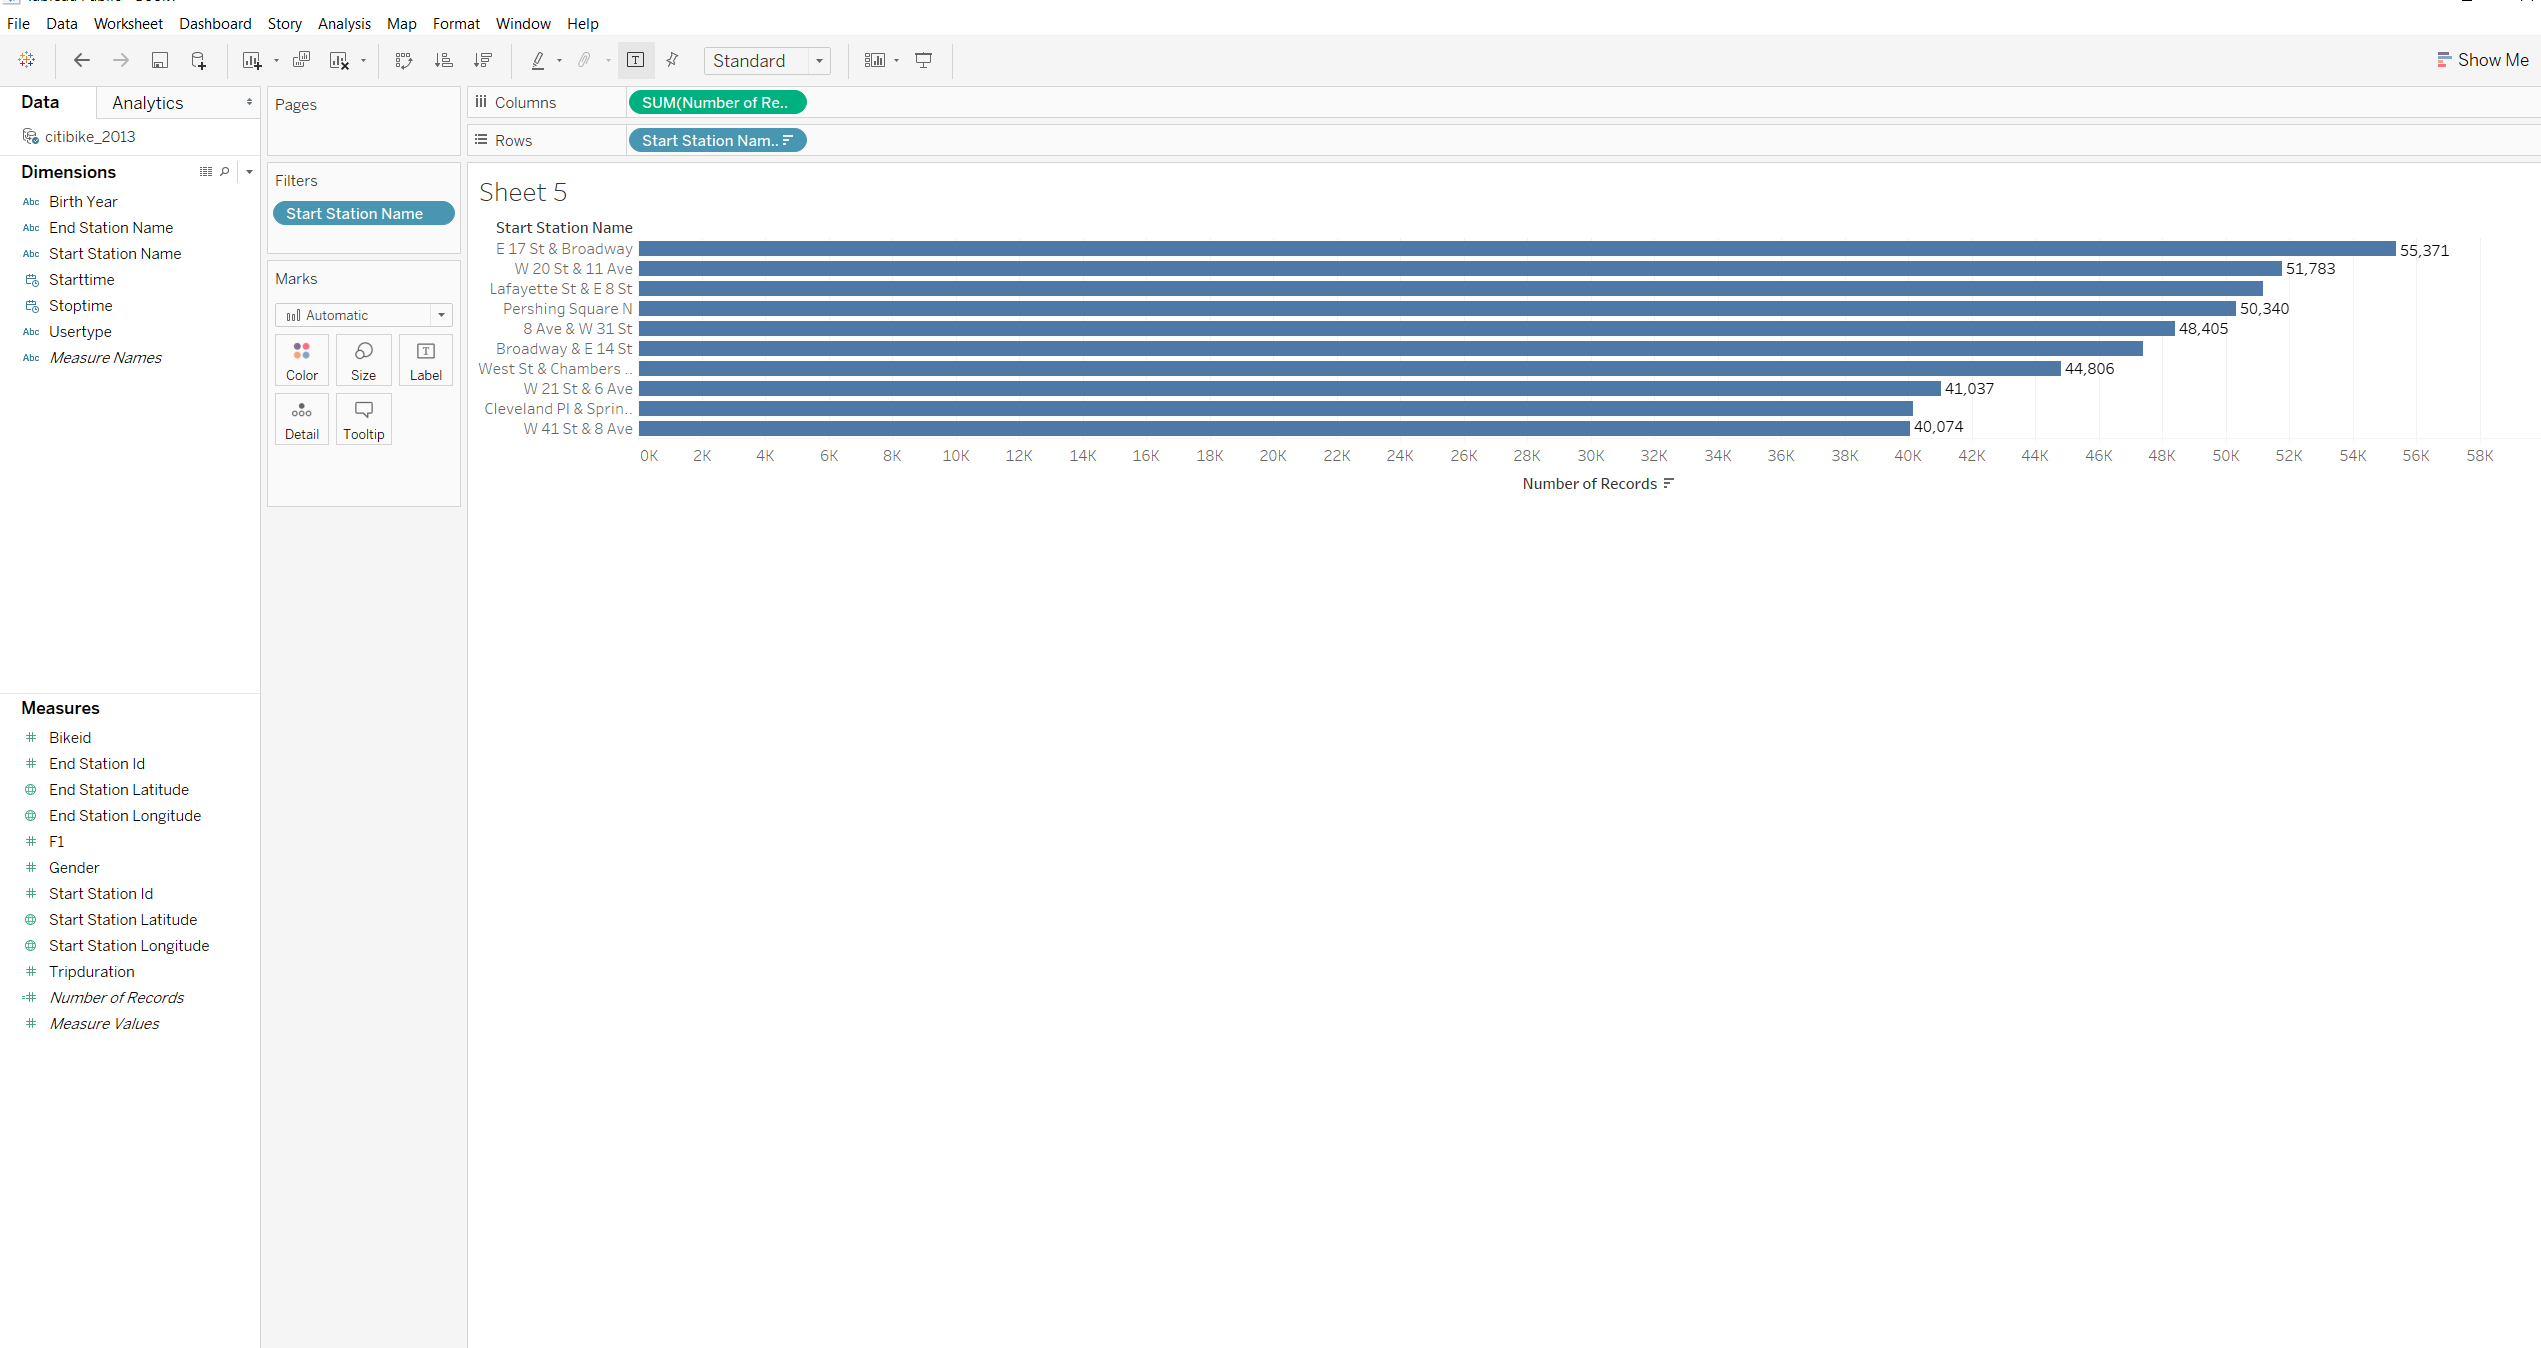 File Data Worksheet Dashboard Story Analysis Map Format Window Help
Standard
Show Me
Data Analytics
citibike_2013
Dimensions
Abc Birth Year
Abc End Station Name
Abc Start Station Name
Starttime
Stoptime
Abc Usertype
Abc Measure Names
Measures
# Bikeid
# End Station Id
End Station Latitude
End Station Longitude
# F1
# Gender
# Start Station Id
Start Station Latitude
Start Station Longitude
# Tripduration
=# Number of Records
# Measure Values
Pages
Filters
Start Station Name
Marks
Automatic
Color Size Label
Detail Tooltip
Columns SUM(Number of Re..
Rows Start Station Nam..
Sheet 5
Start Station Name
E 17 St & Broadway 55,371
W 20 St & 11 Ave 51,783
Lafayette St & E 8 St
Pershing Square N 50,340
8 Ave & W 31 St 48,405
Broadway & E 14 St
West St & Chambers .. 44,806
W 21 St & 6 Ave 41,037
Cleveland Pl & Sprin..
W 41 St & 8 Ave 40,074
0K 2K 4K 6K 8K 10K 12K 14K 16K 18K 20K 22K 24K 26K 28K 30K 32K 34K 36K 38K 40K 42K 44K 46K 48K 50K 52K 54K 56K 58K
Number of Records